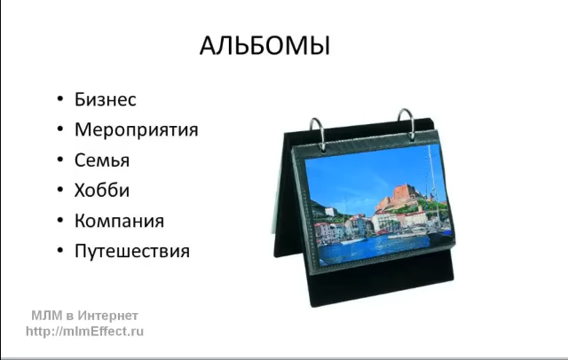 АЛЬБОМЫ
• Бизнес
• Мероприятия
• Семья
• Хобби
• Компания
• Путешествия
МЛМ в Интернет
http://mlmEffect.ru